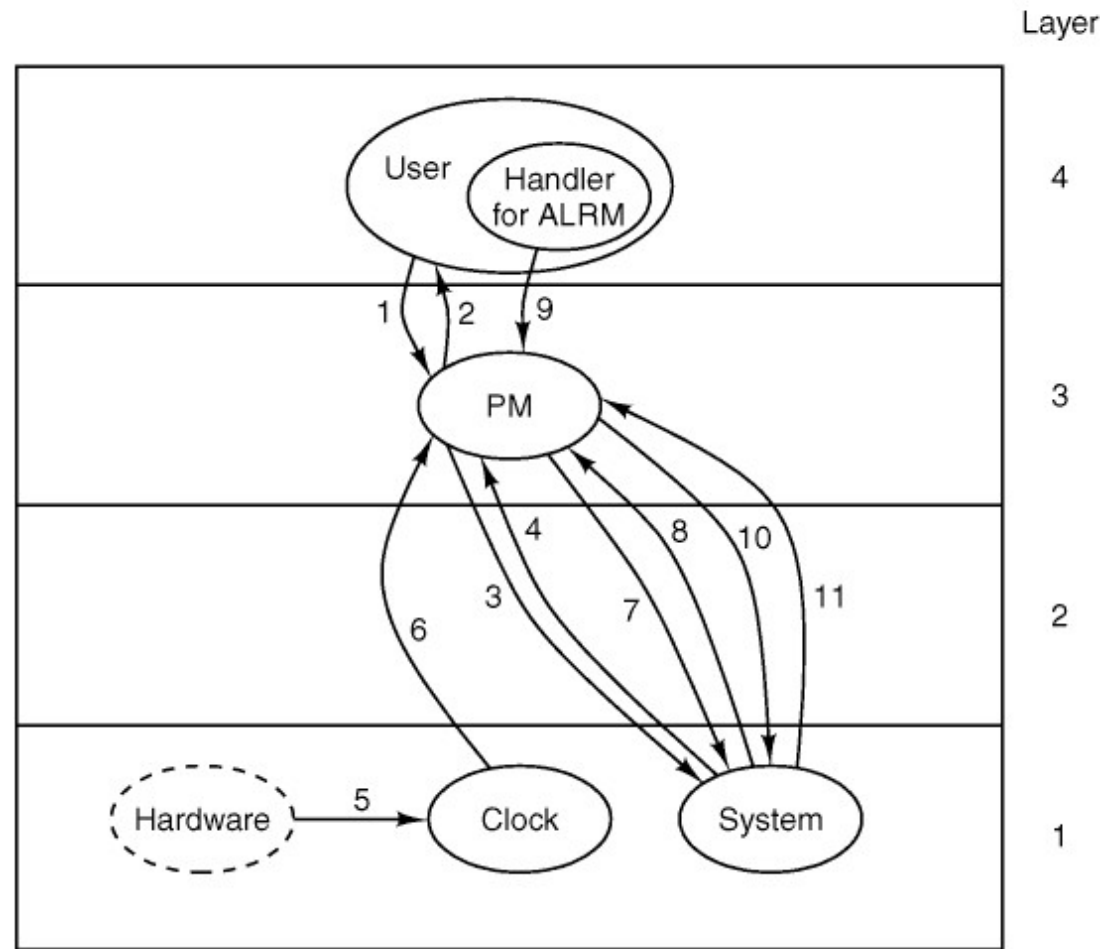 Layer
User
Handler
for ALRM
4
1
2
9
PM
3
4
8
10
3
7
11
6
2
5
Hardware
Clock
System
1